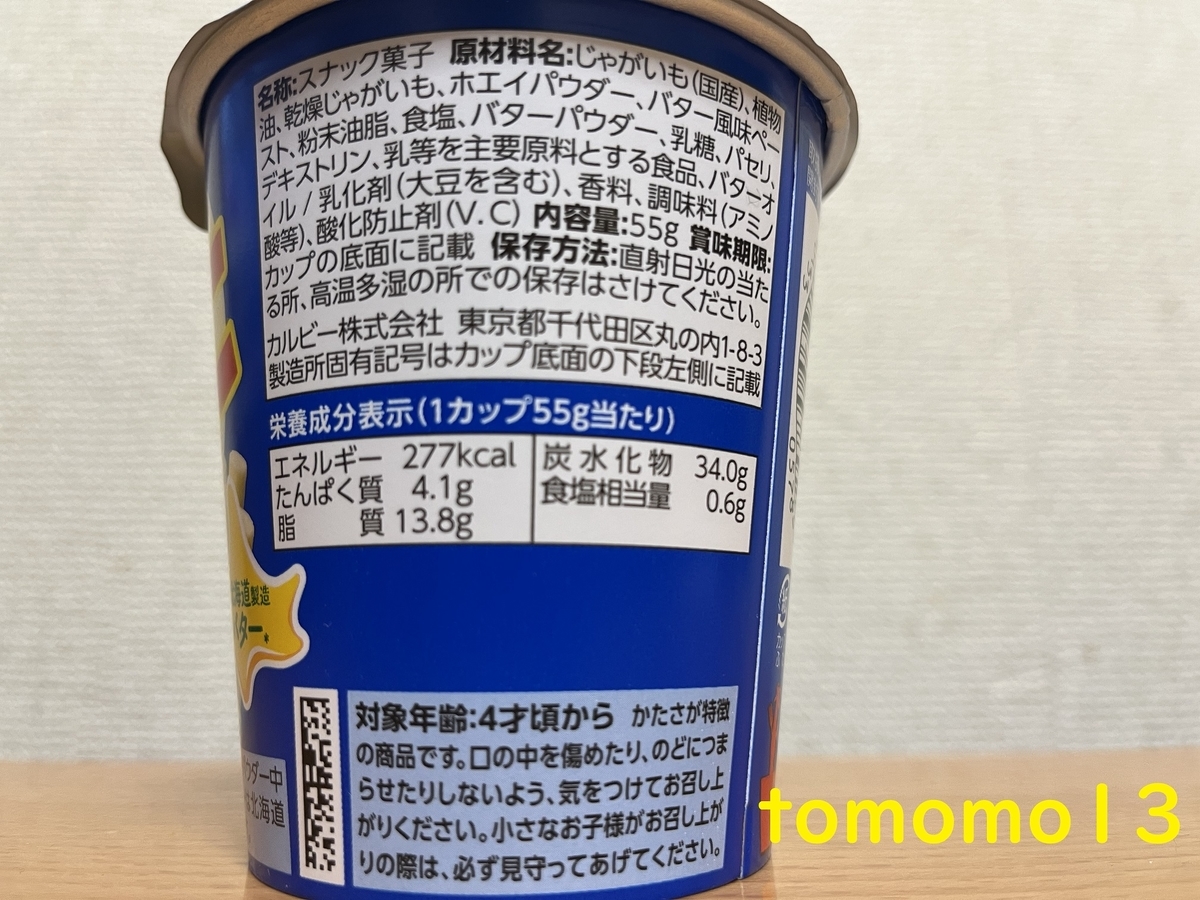 名称:スナック菓子 原材料名:じゃがいも(国産)、植物
油、乾燥じゃがいも、ホエイパウダー、バター風味ペー
スト、粉末油脂、食塩、バターパウダー、乳糖、パセリ、
デキストリン、乳等を主要原料とする食品、バターオ
イル / 乳化剤(大豆を含む)、香料、調味料(アミノ
酸等)、酸化防止剤(V.C) 内容量:55g 賞味期限:
カップの底面に記載 保存方法:直射日光の当た
る所、高温多湿の所での保存はさけてください。
カルビー株式会社 東京都千代田区丸の内1-8-3
製造所固有記号はカップ底面の下段左側に記載
栄養成分表示(1カップ55g当たり)
エネルギー 277kcal
たんぱく質 4.1g
脂質 13.8g
炭水化物 34.0g
食塩相当量 0.6g
海道製造
ター*
ウダー中
北海道
対象年齢:4才頃から かたさが特徴
の商品です。口の中を傷めたり、のどにつま
らせたりしないよう、気をつけてお召し上
がりください。小さなお子様がお召し上が
りの際は、必ず見守ってあげてください。
tomomo13